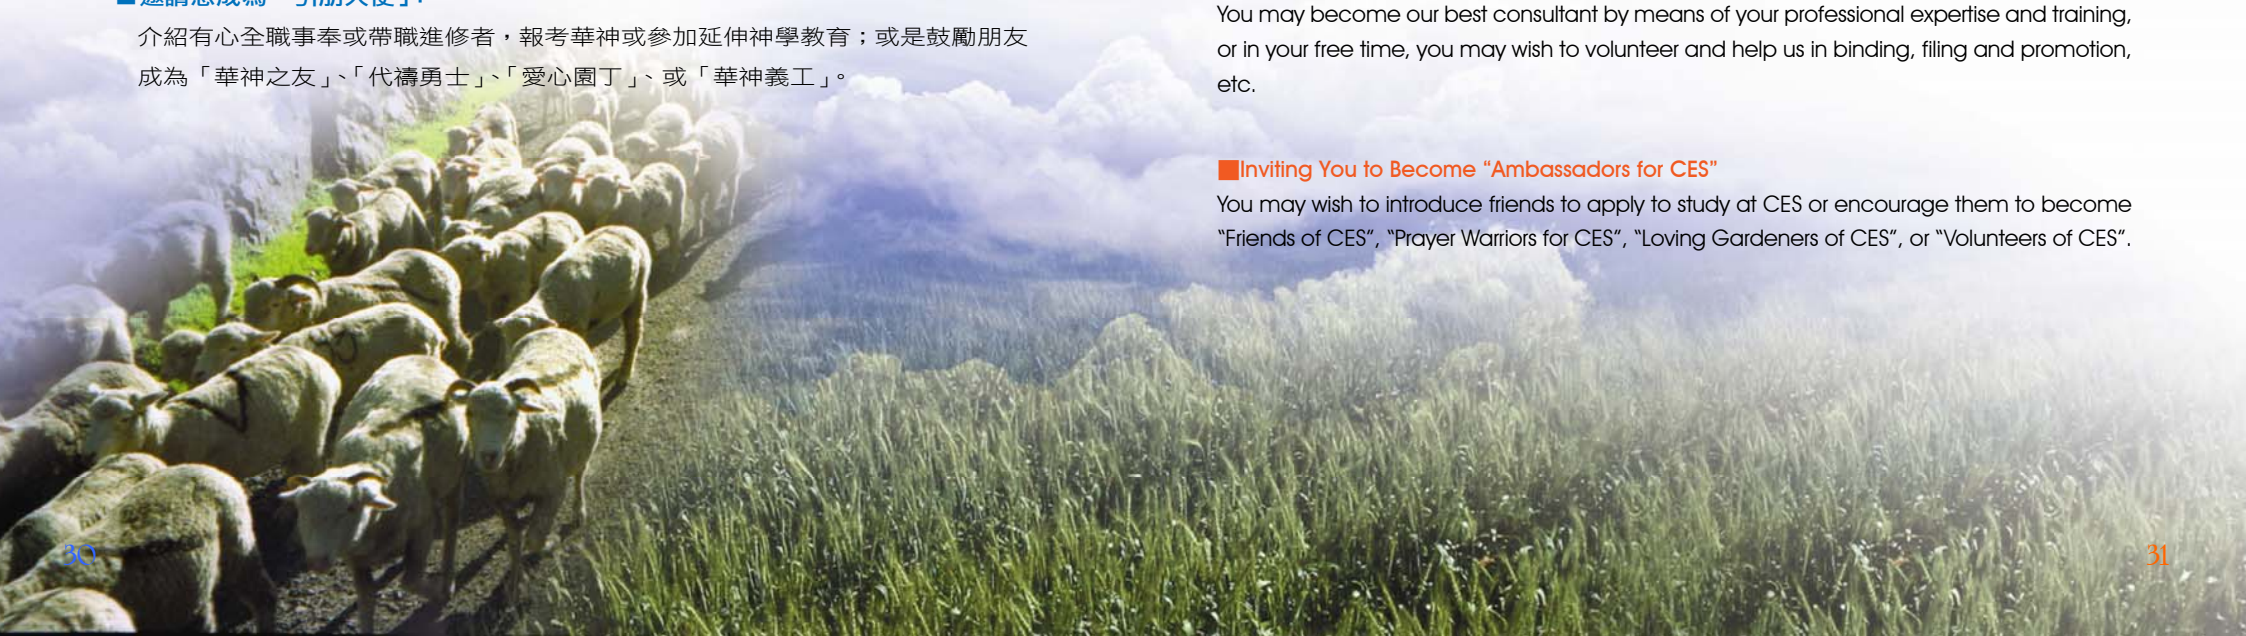 介紹有心全職事奉或帶職進修者，報考華神或參加延伸神學教育；或是鼓勵朋友
成為「華神之友」、「代禱勇士」、「愛心園丁」、或「華神義工」。
30
You may become our best consultant by means of your professional expertise and training,
or in your free time, you may wish to volunteer and help us in binding, filing and promotion,
etc.
■Inviting You to Become “Ambassadors for CES”
You may wish to introduce friends to apply to study at CES or encourage them to become
“Friends of CES”, “Prayer Warriors for CES”, “Loving Gardeners of CES”, or “Volunteers of CES”.
31